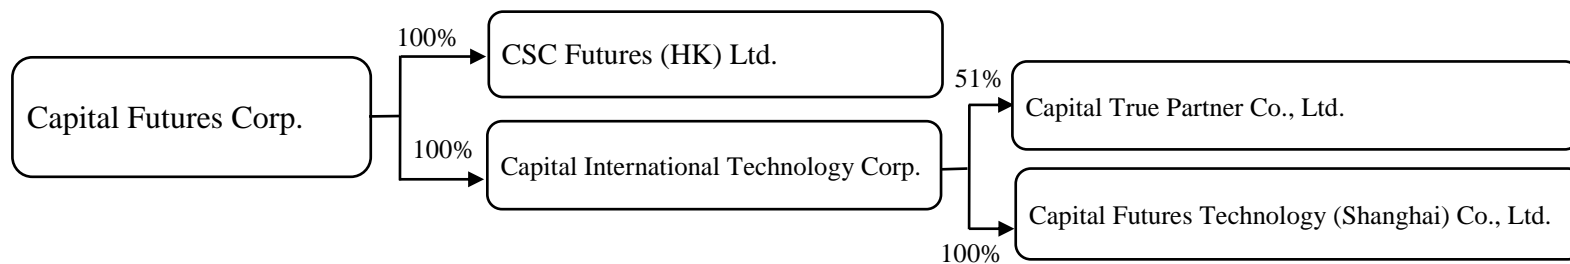 100%
CSC Futures (HK) Ltd.
51%
Capital True Partner Co., Ltd.
Capital Futures Corp.
100%
Capital International Technology Corp.
Capital Futures Technology (Shanghai) Co., Ltd.
100%